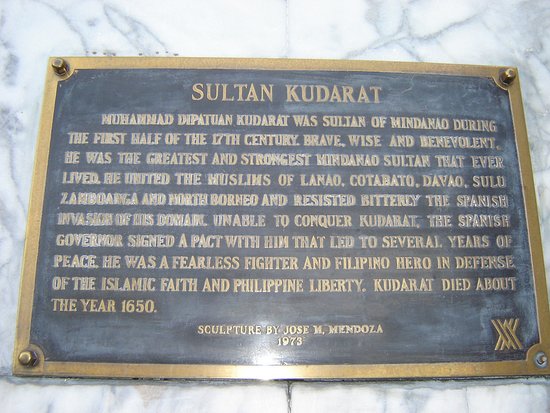 SULTAN KUDARAT
MUHAMMAD DIPATUAN KUDARAT WAS SULTAN OF MINDANAO DURING
THE FIRST HALF OF THE 17TH CENTURY. BRAVE, WISE AND BENEVOLENT,
HE WAS THE GREATEST AND STRONGEST MINDANAO SULTAN THAT EVER
LIVED. HE UNITED THE MUSLIMS OF LANAO, COTABATO, DAVAO, SULU
ZAMBOANGA AND NORTH BORNEO AND RESISTED BITTERLY THE SPANISH
INVASION OF HIS DOMAIN. UNABLE TO CONQUER KUDARAT, THE SPANISH
GOVERNOR SIGNED A PACT WITH HIM THAT LED TO SEVERAL YEARS OF
PEACE. HE WAS A FEARLESS FIGHTER AND FILIPINO HERO IN DEFENSE
OF THE ISLAMIC FAITH AND PHILIPPINE LIBERTY. KUDARAT DIED ABOUT
THE YEAR 1650.
SCULPTURE BY JOSE M. MENDOZA
1973